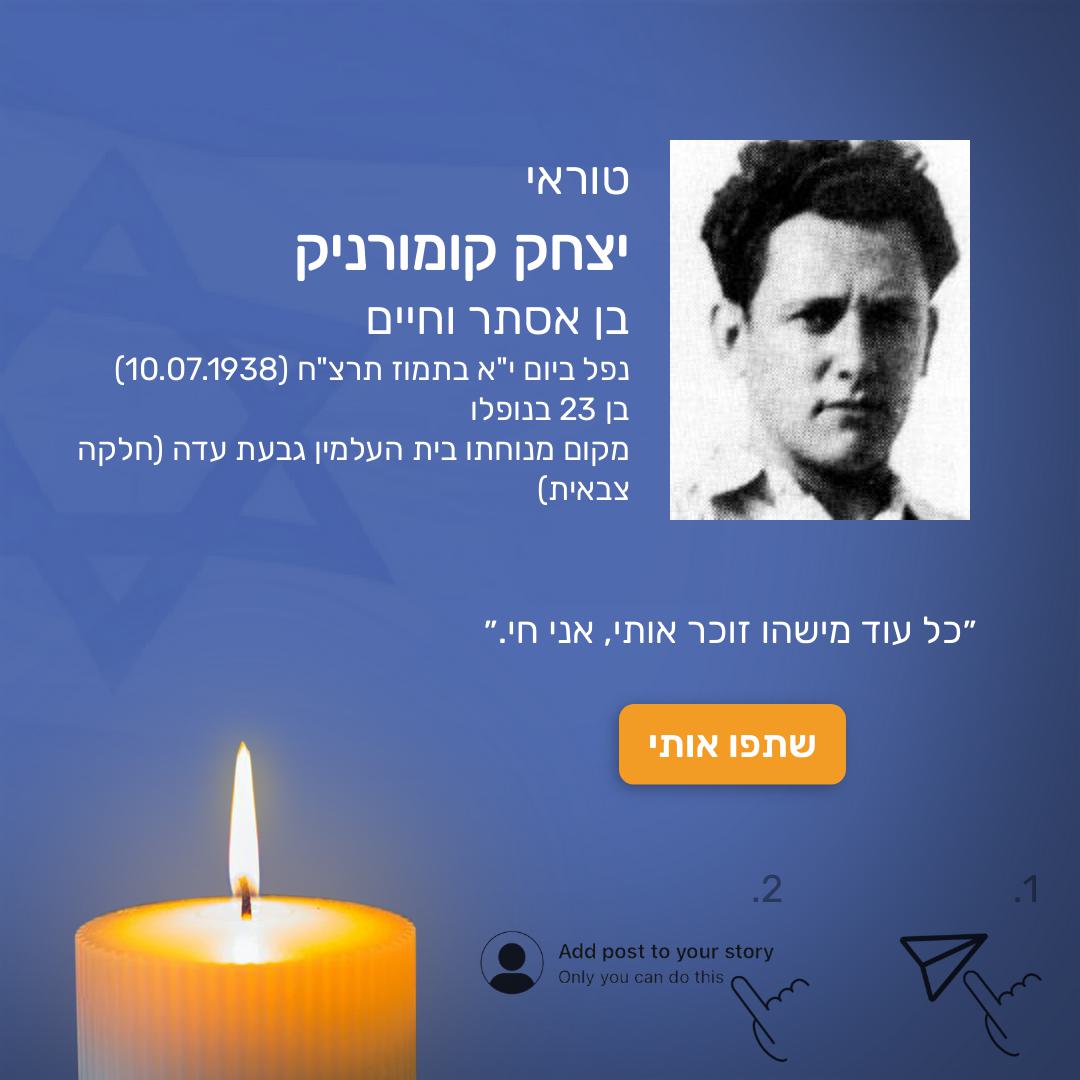 טוראי
יצחק קומורניק
בן אסתר וחיים
נפל ביום י"א בתמוז תרצ"ח (10.07.1938)
בן 23 בנופלו
מקום מנוחתו בית העלמין גבעת עדה (חלקה
צבאית)
״כל עוד מישהו זוכר אותי, אני חי.״
שתפו אותי
1.
2.
Add post to your story
Only you can do this